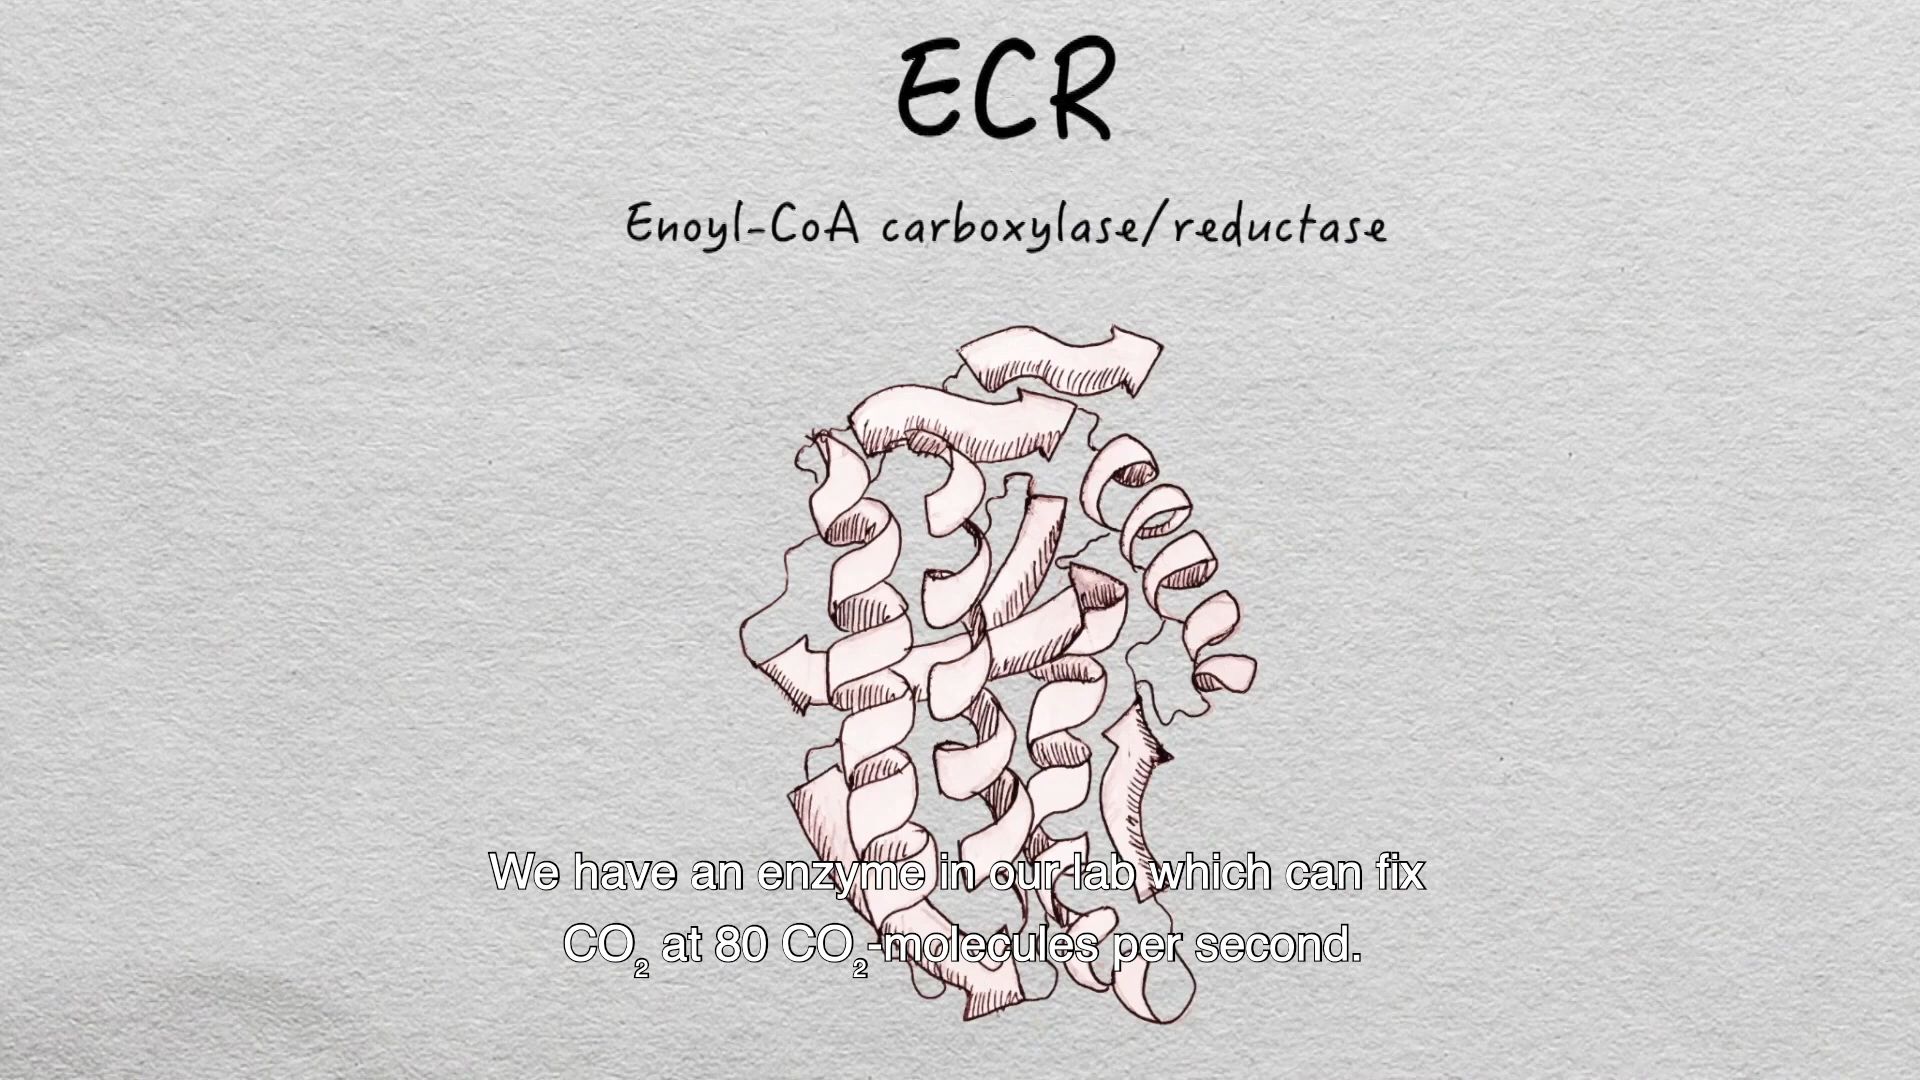 ECR
Enoyl-CoA carboxylase/reductase
We have an enzyme in our lab which can fix
CO₂ at 80 CO₂-molecules per second.